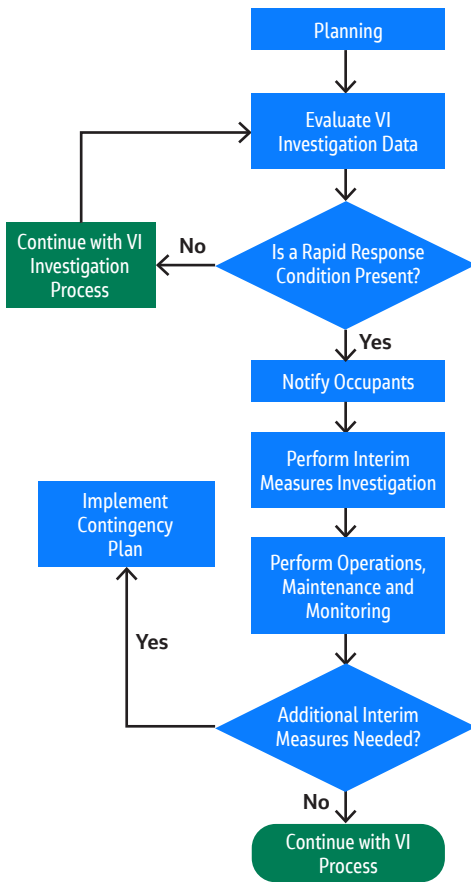 Planning
Evaluate VI
Investigation Data
Continue with VI
Investigation
Process
No
Is a Rapid Response
Condition Present?
Yes
Notify Occupants
Perform Interim
Measures Investigation
Implement
Contingency
Plan
Perform Operations,
Maintenance and
Monitoring
Yes
Additional Interim
Measures Needed?
No
Continue with VI
Process